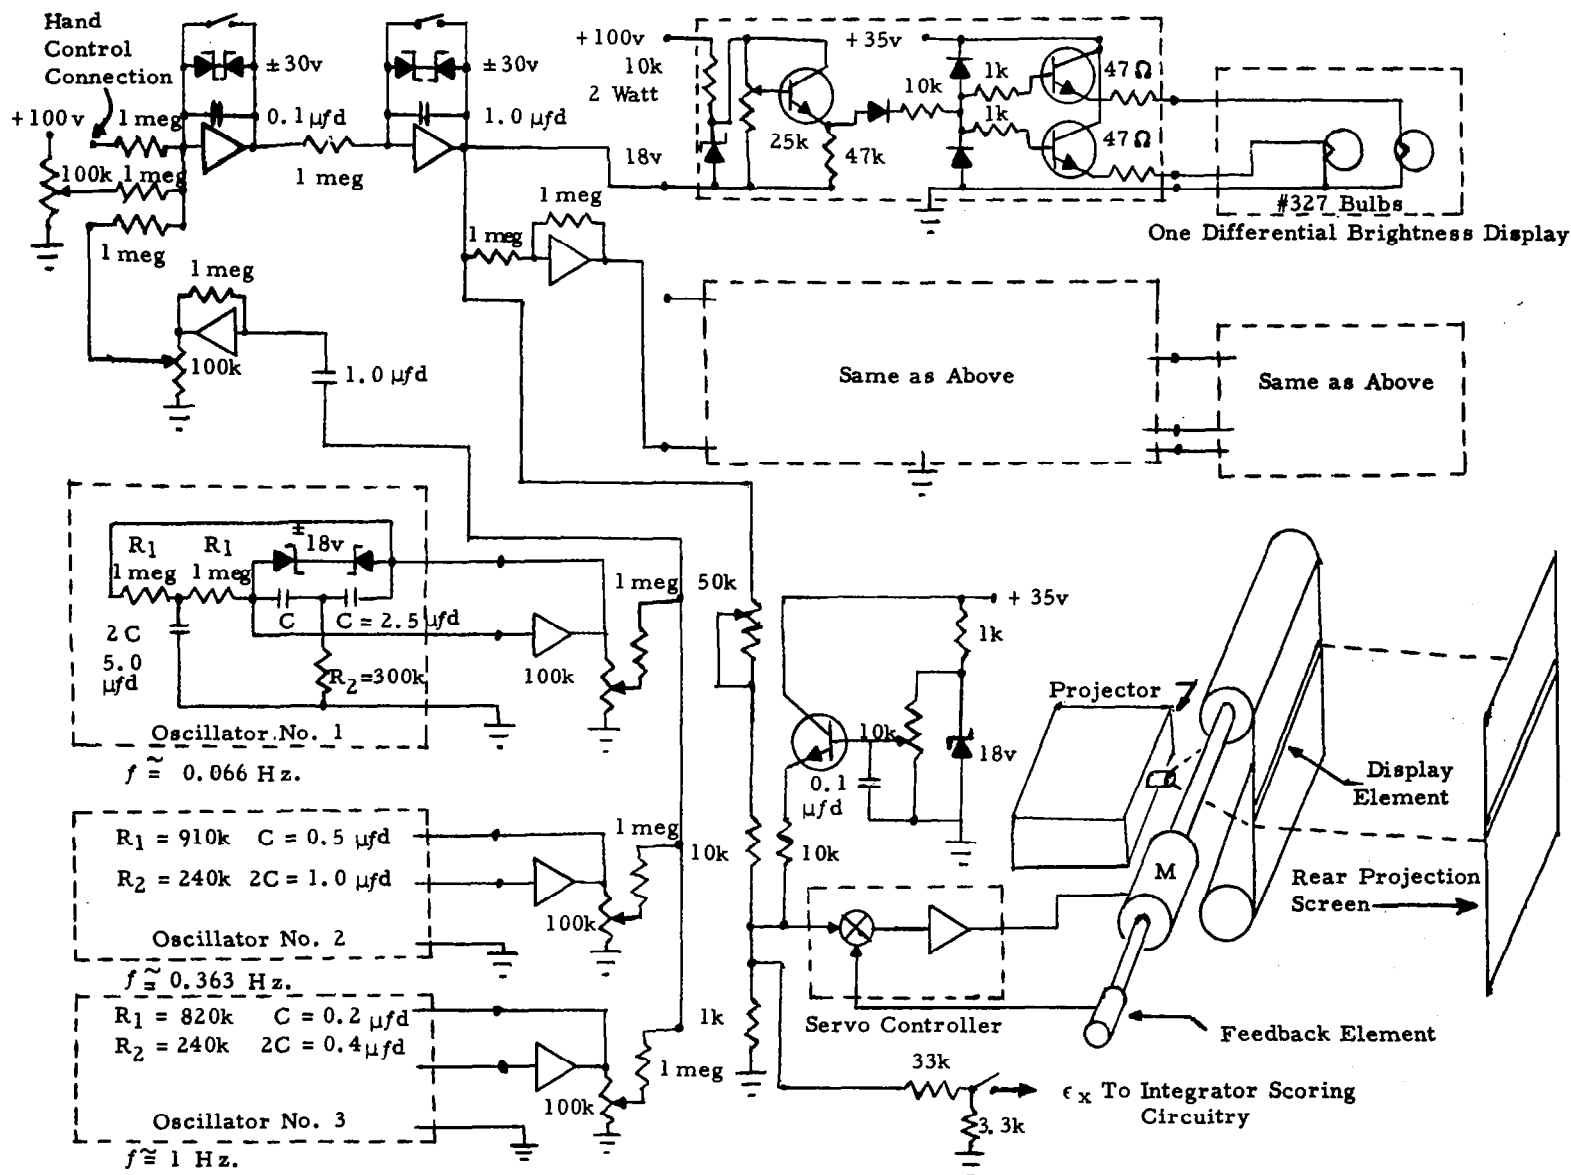 Hand
Control
Connection
+100v
1 meg
100k
1 meg
1 meg
±30v
0.1 μfd
1 meg
±30v
1.0 μfd
+100v
10k
2 Watt
18v
25k
47k
+35v
10k
1k
1k
47Ω
47Ω
#327 Bulbs
One Differential Brightness Display
1 meg
1 meg
1 meg
100k
1.0 μfd
Same as Above
Same as Above
R1
1 meg
R1
1 meg
±
18v
C
C = 2.5 μfd
2C
5.0
μfd
R2=300k
Oscillator No. 1
f ≅ 0.066 Hz.
100k
1 meg
R1 = 910k C = 0.5 μfd
R2 = 240k 2C = 1.0 μfd
Oscillator No. 2
f ≅ 0.363 Hz.
100k
1 meg
R1 = 820k C = 0.2 μfd
R2 = 240k 2C = 0.4 μfd
Oscillator No. 3
f ≅ 1 Hz.
100k
1 meg
50k
+ 35v
1k
10k
18v
0.1
μfd
10k
10k
1k
Servo Controller
33k
3.3k
εx To Integrator Scoring
Circuitry
Projector
M
Display
Element
Rear Projection
Screen
Feedback Element